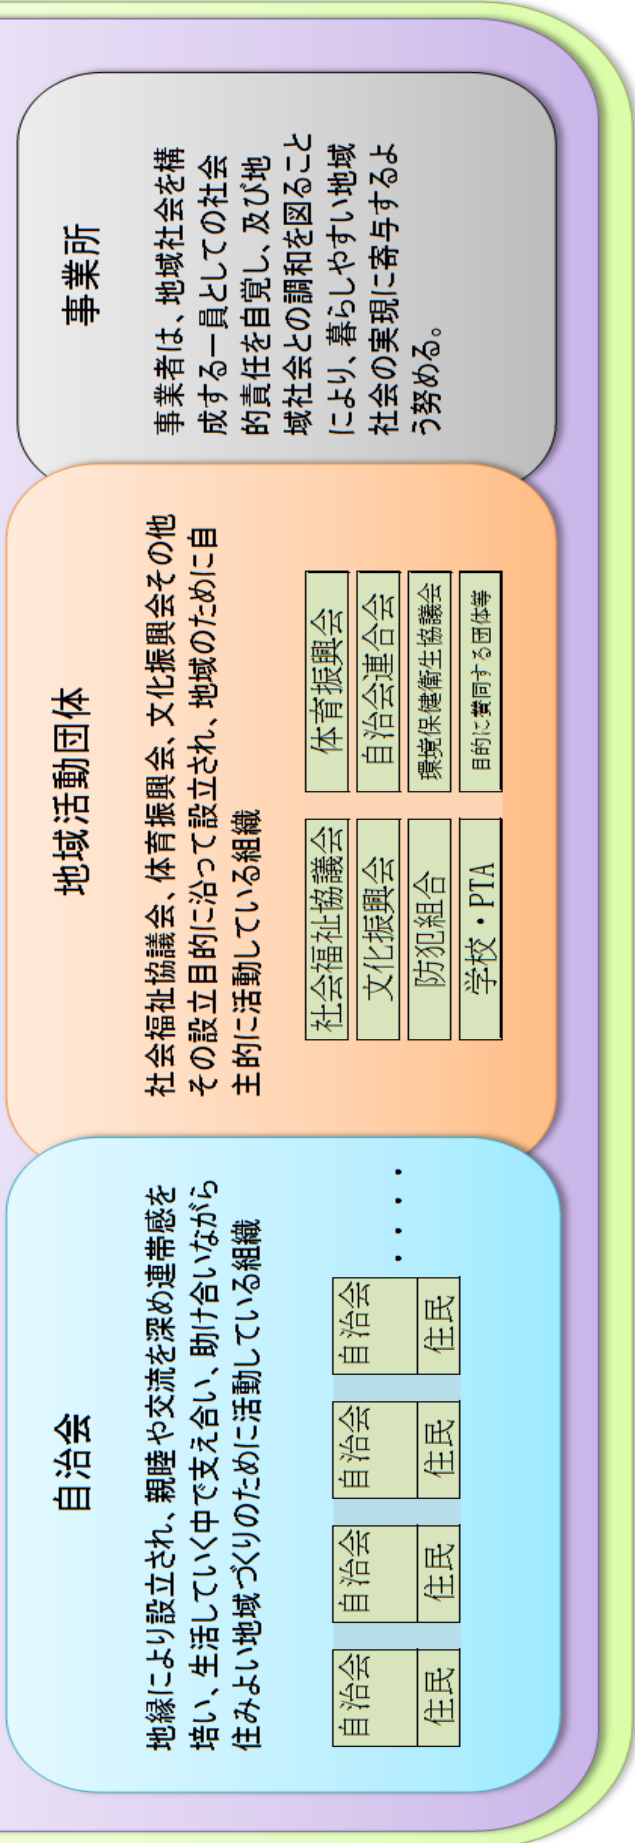 自治会
地縁により設立され、親睦や交流を深め連帯感を
培い、生活していく中で支え合い、助け合いながら
住みよい地域づくりのために活動している組織
自治会
住民
自治会
住民
自治会
住民
自治会
住民
・・・・
地域活動団体
社会福祉協議会、体育振興会、文化振興会その他
その設立目的に沿って設立され、地域のために自
主的に活動している組織
社会福祉協議会
体育振興会
文化振興会
自治会連合会
防犯組合
環境保健衛生協議会
学校・PTA
目的に賛同する団体等
事業所
事業者は、地域社会を構
成する一員としての社会
的責任を自覚し、及び地
域社会との調和を図ること
により、暮らしやすい地域
社会の実現に寄与するよ
う努める。